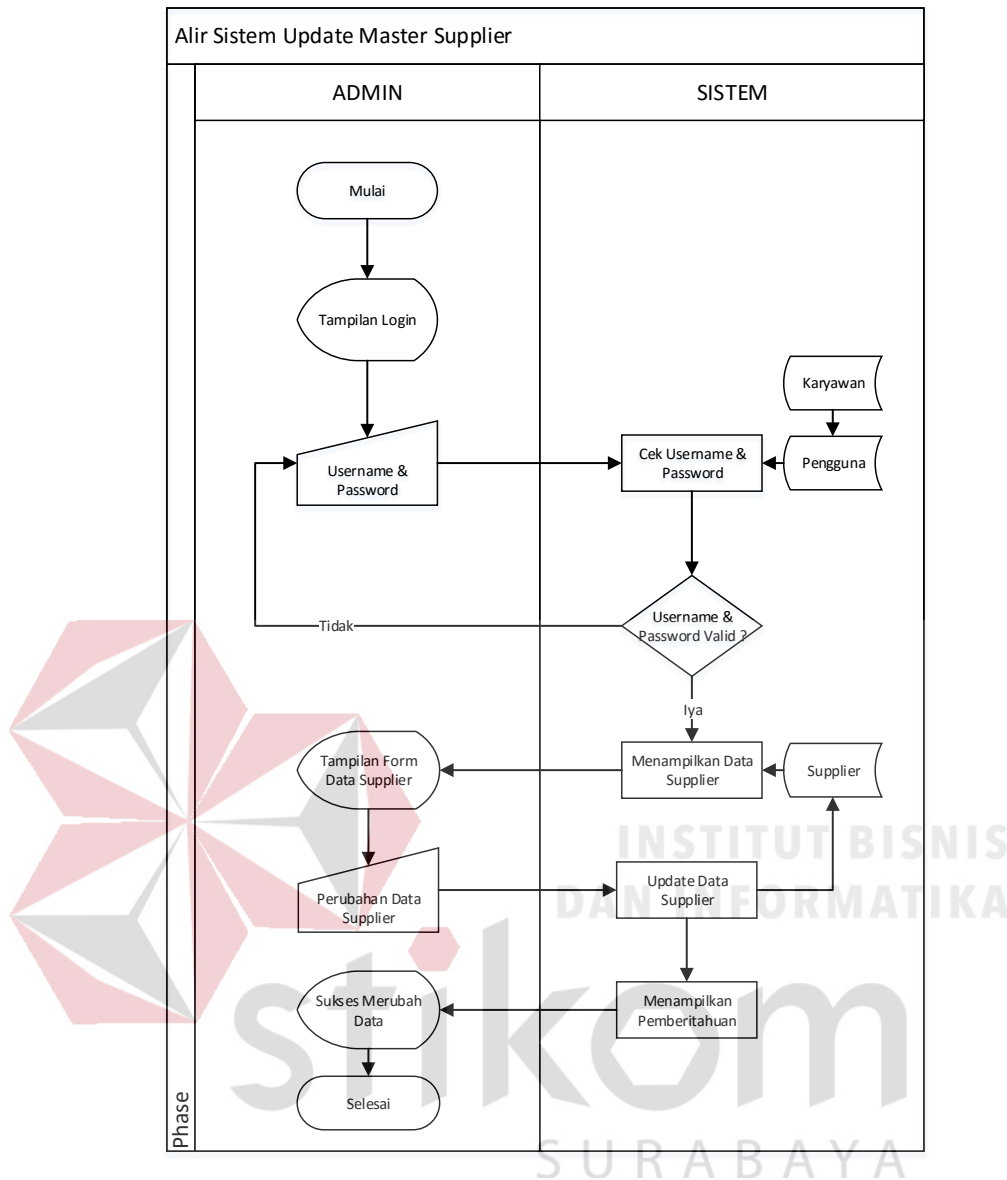 Alir Sistem Update Master Supplier
ADMIN
SISTEM
Mulai
Tampilan Login
Karyawan
Username &
Password
Cek Username &
Password
Pengguna
Username &
Password Valid ?
Tidak
Iya
Tampilan Form
Data Supplier
Menampilkan Data
Supplier
Supplier
Perubahan Data
Supplier
Update Data
Supplier
Sukses Merubah
Data
Menampilkan
Pemberitahuan
Selesai
Phase
INSTITUT BISNIS
DAN INFORMATIKA
stikom
SURABAYA